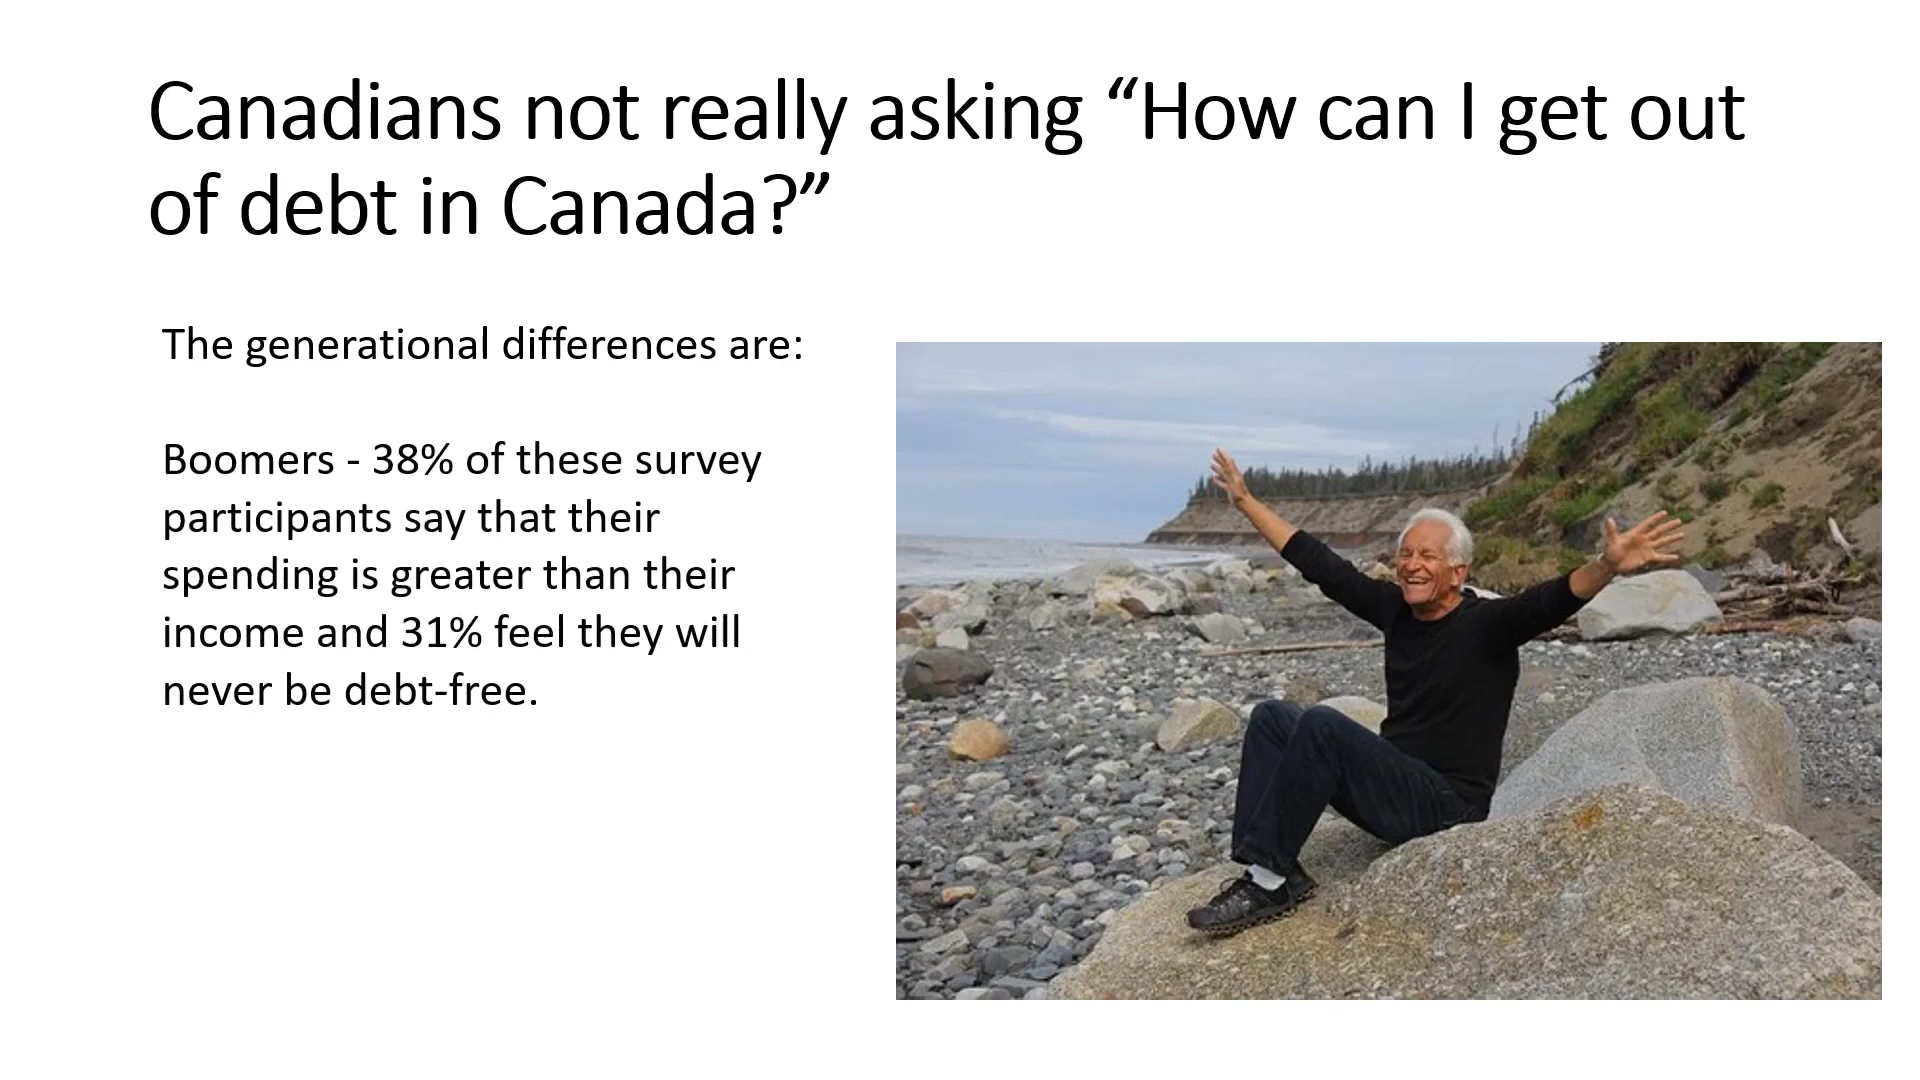 Canadians not really asking “How can I get out
of debt in Canada?”
The generational differences are:
Boomers - 38% of these survey
participants say that their
spending is greater than their
income and 31% feel they will
never be debt-free.